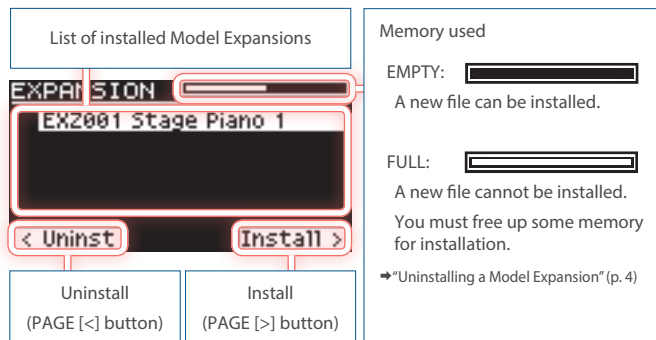 List of installed Model Expansions
EXPANSION
EXZ001 Stage Piano 1
< Uninst
Install >
Uninstall
(PAGE [<] button)
Install
(PAGE [>] button)
Memory used
EMPTY:
A new file can be installed.
FULL:
A new file cannot be installed.
You must free up some memory
for installation.
➡"Uninstalling a Model Expansion" (p. 4)